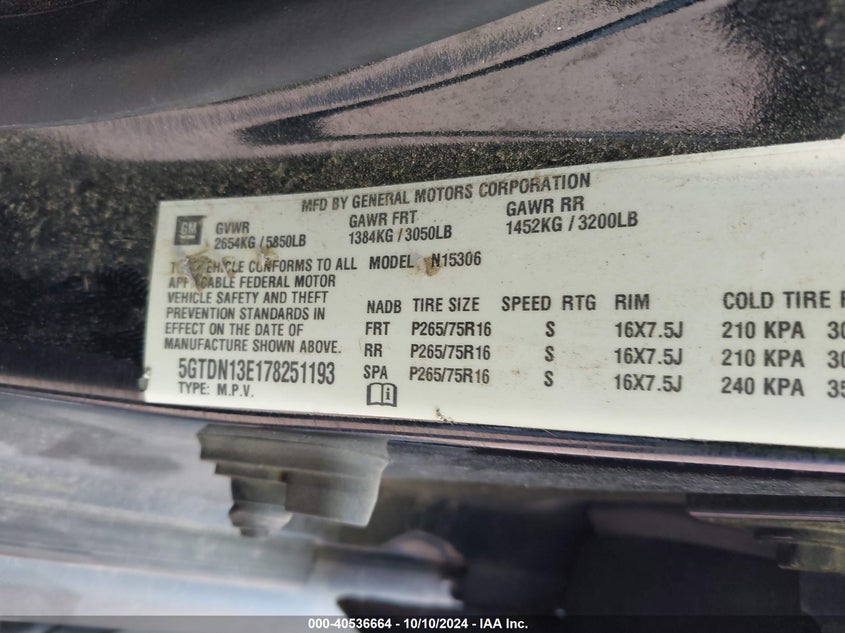 MFD BY GENERAL MOTORS CORPORATION
GM GVWR GAWR FRT GAWR RR
2654KG / 5850LB 1384KG / 3050LB 1452KG / 3200LB
VEHICLE CONFORMS TO ALL MODEL N15306
APPLICABLE FEDERAL MOTOR
VEHICLE SAFETY AND THEFT
PREVENTION STANDARDS IN
EFFECT ON THE DATE OF
MANUFACTURE SHOWN ABOVE.
5GTDN13E178251193
TYPE: M.P.V.
NADB TIRE SIZE SPEED RTG RIM COLD TIRE
FRT P265/75R16 S 16X7.5J 210 KPA 30
RR P265/75R16 S 16X7.5J 210 KPA 30
SPA P265/75R16 S 16X7.5J 240 KPA 35
000-40536664 - 10/10/2024 - IAA Inc.